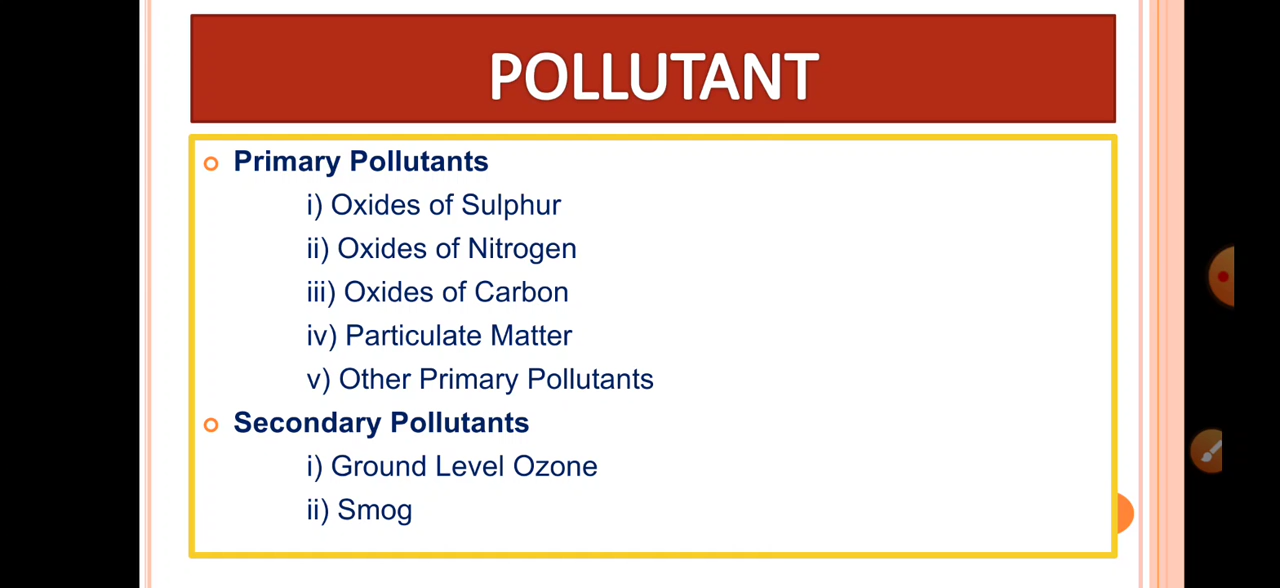 POLLUTANT
Primary Pollutants
i) Oxides of Sulphur
ii) Oxides of Nitrogen
iii) Oxides of Carbon
iv) Particulate Matter
v) Other Primary Pollutants
Secondary Pollutants
i) Ground Level Ozone
ii) Smog